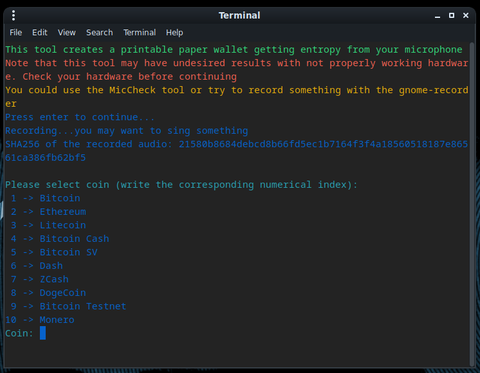 Terminal
File Edit View Search Terminal Help
This tool creates a printable paper wallet getting entropy from your microphone
Note that this tool may have undesired results with not properly working hardwar
e. Check your hardware before continuing
You could use the MicCheck tool or try to record something with the gnome-record
er
Press enter to continue...
Recording...you may want to sing something
SHA256 of the recorded audio: 21580b8684debcd8b66fd5ec1b7164f3f4a18560518187e865
61ca386fb62bf5
Please select coin (write the corresponding numerical index):
1 -> Bitcoin
2 -> Ethereum
3 -> Litecoin
4 -> Bitcoin Cash
5 -> Bitcoin SV
6 -> Dash
7 -> ZCash
8 -> DogeCoin
9 -> Bitcoin Testnet
10 -> Monero
Coin: